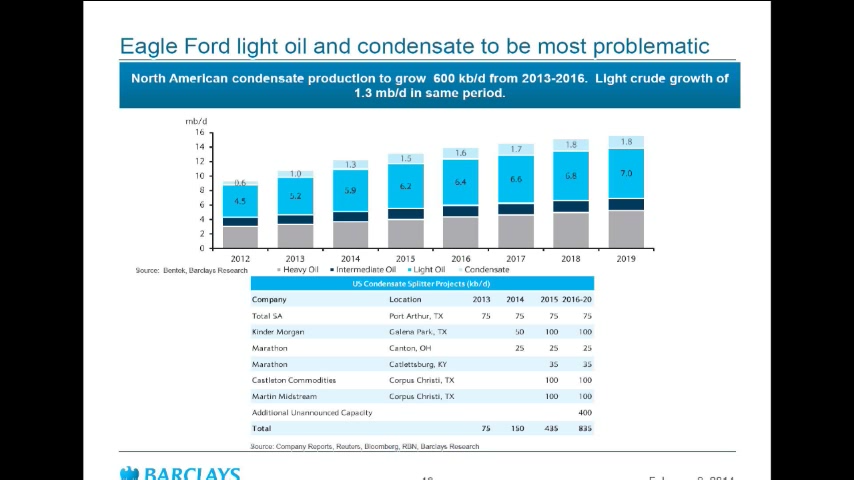 Eagle Ford light oil and condensate to be most problematic
North American condensate production to grow 600 kb/d from 2013-2016. Light crude growth of
1.3 mb/d in same period.
mb/d
16
14
12
10
8
6
4
2
0
0.6 1.0 1.3 1.5 1.6 1.7 1.8 1.8
4.5 5.2 5.9 6.2 6.4 6.6 6.8 7.0
2012 2013 2014 2015 2016 2017 2018 2019
Source: Bentek, Barclays Research
Heavy Oil Intermediate Oil Light Oil Condensate
US Condensate Splitter Projects (kb/d)
Company Location 2013 2014 2015 2016-20
Total SA Port Arthur, TX 75 75 75 75
Kinder Morgan Galena Park, TX 50 100 100
Marathon Canton, OH 25 25 25
Marathon Catlettsburg, KY 35 35
Castleton Commodities Corpus Christi, TX 100 100
Martin Midstream Corpus Christi, TX 100 100
Additional Unannounced Capacity 400
Total 75 150 435 835
Source: Company Reports, Reuters, Bloomberg, RBN, Barclays Research
BARCLAYS